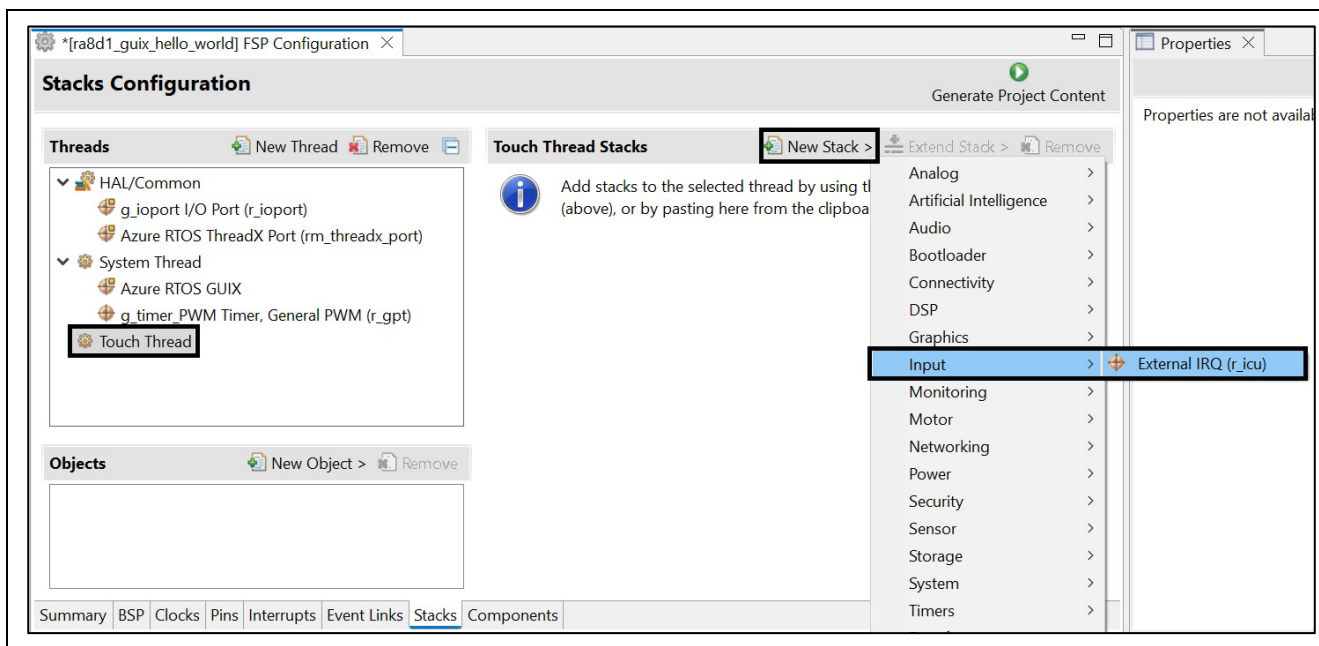 *[ra8d1_guix_hello_world] FSP Configuration
Properties
Stacks Configuration
Generate Project Content
Properties are not availab
Threads
New Thread
Remove
Touch Thread Stacks
New Stack >
Extend Stack >
Remove
HAL/Common
g_ioport I/O Port (r_ioport)
Azure RTOS ThreadX Port (rm_threadx_port)
System Thread
Azure RTOS GUIX
g_timer_PWM Timer, General PWM (r_gpt)
Touch Thread
Add stacks to the selected thread by using th
(above), or by pasting here from the clipboa
Analog >
Artificial Intelligence >
Audio >
Bootloader >
Connectivity >
DSP >
Graphics >
Input >
External IRQ (r_icu)
Monitoring >
Motor >
Networking >
Power >
Security >
Sensor >
Storage >
System >
Timers >
Objects
New Object >
Remove
Summary BSP Clocks Pins Interrupts Event Links Stacks Components